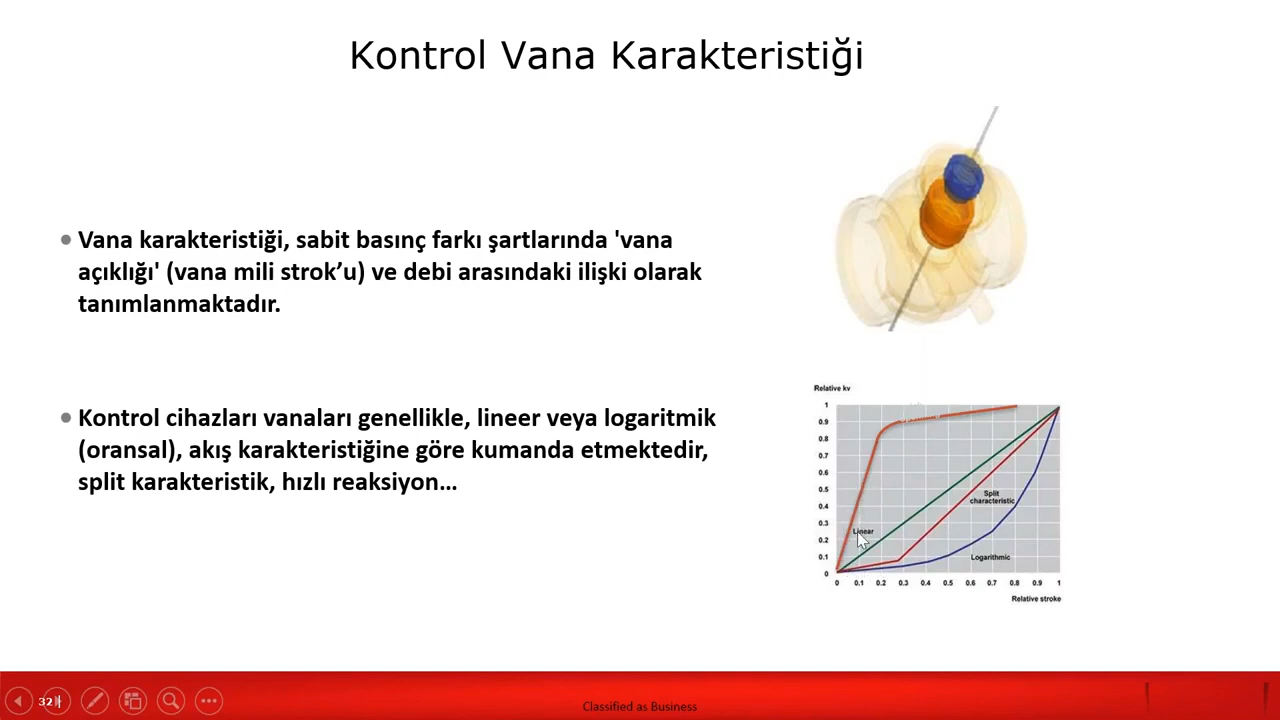 Kontrol Vana Karakteristiği
Vana karakteristiği, sabit basınç farkı şartlarında 'vana
açıklığı' (vana mili strok’u) ve debi arasındaki ilişki olarak
tanımlanmaktadır.
Kontrol cihazları vanaları genellikle, lineer veya logaritmik
(oransal), akış karakteristiğine göre kumanda etmektedir,
split karakteristik, hızlı reaksiyon...
Relative kv
1
0.9
0.8
0.7
0.6
0.5
0.4
0.3
0.2
0.1
0
Split
characteristic
Linear
Logarithmic
0 0.1 0.2 0.3 0.4 0.5 0.6 0.7 0.8 0.9 1
Relative stroke
32
Classified as Business